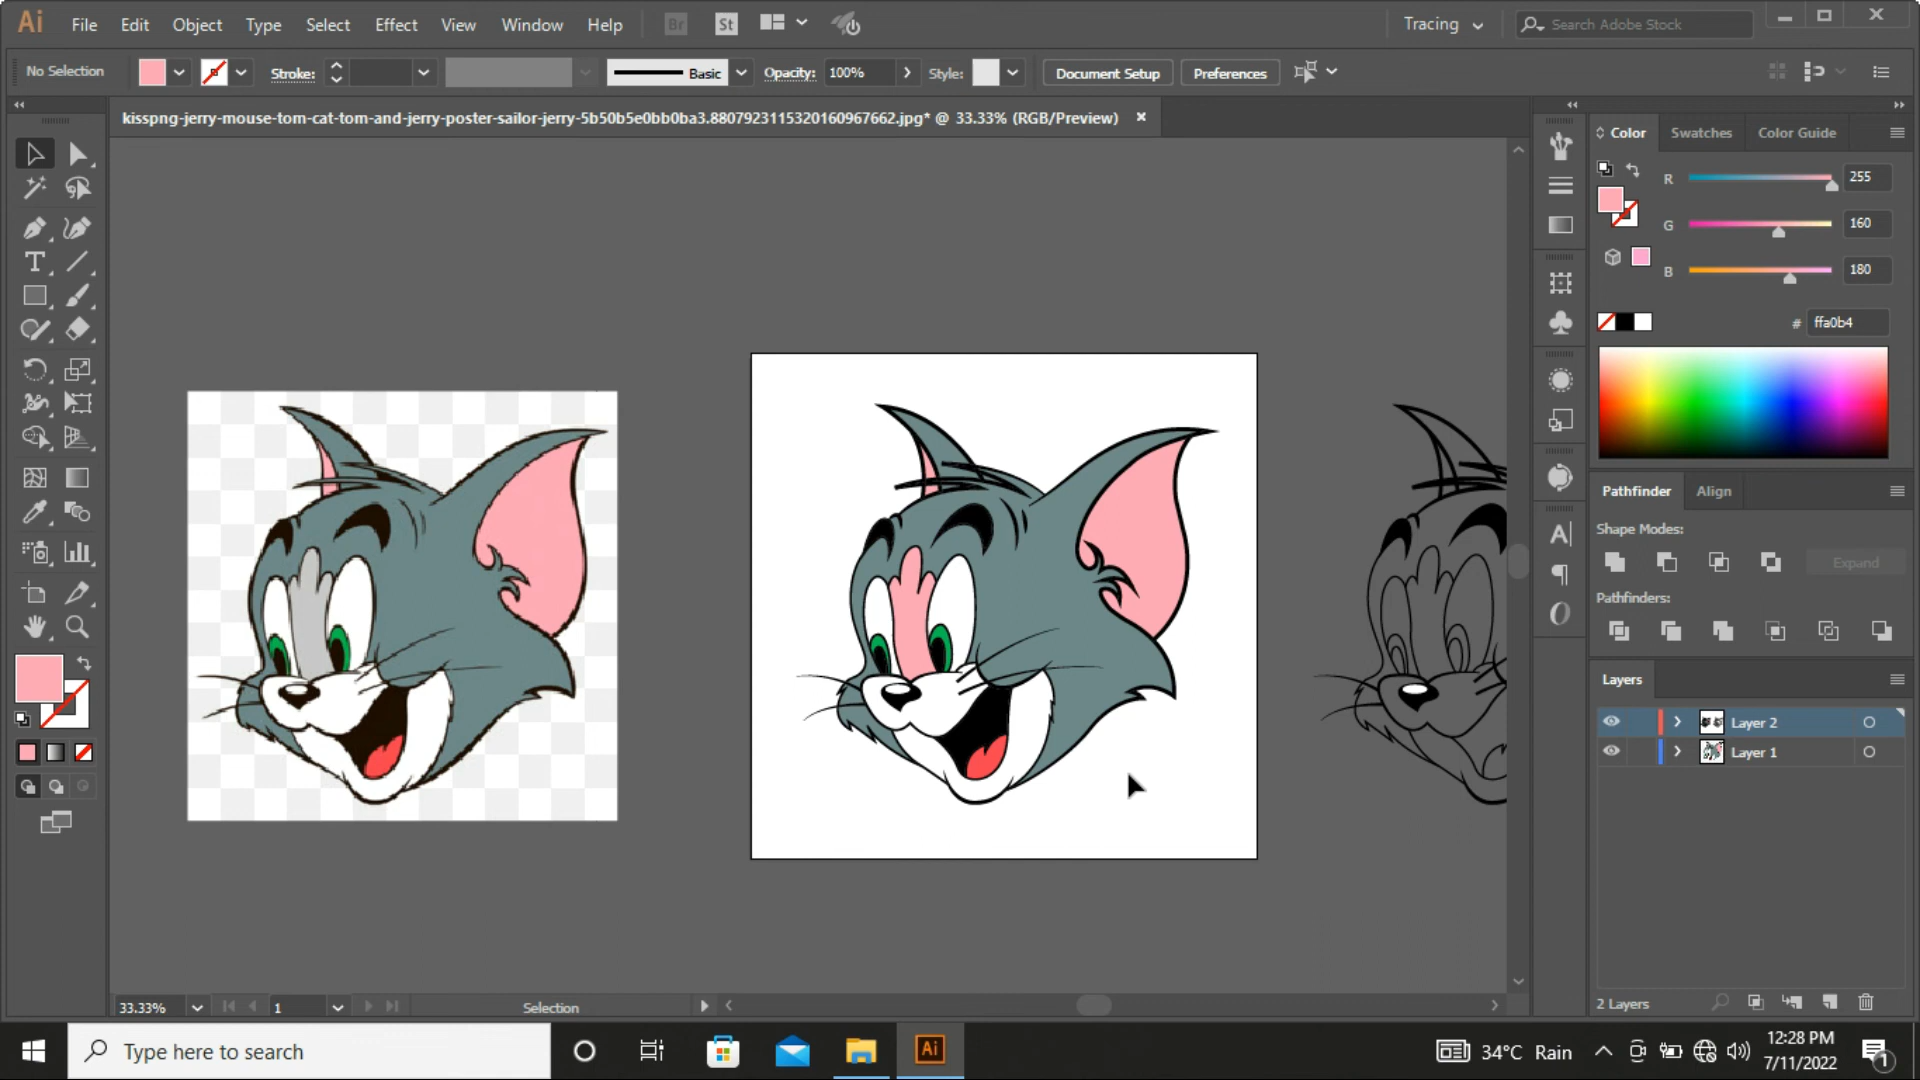 Ai File Edit Object Type Select Effect View Window Help Br St Tracing Search Adobe Stock
No Selection Stroke: Basic Opacity: 100% Style: Document Setup Preferences
kisspng-jerry-mouse-tom-cat-tom-and-jerry-poster-sailor-jerry-5b50b5e0bb0ba3.8807923115320160967662.jpg* @ 33.33% (RGB/Preview)
Color Swatches Color Guide
R 255
G 160
B 180
# ffa0b4
Pathfinder Align
Shape Modes:
Expand
Pathfinders:
Layers
Layer 2
Layer 1
2 Layers
33.33% 1 Selection
Type here to search
Ai
34°C Rain
12:28 PM
7/11/2022
1